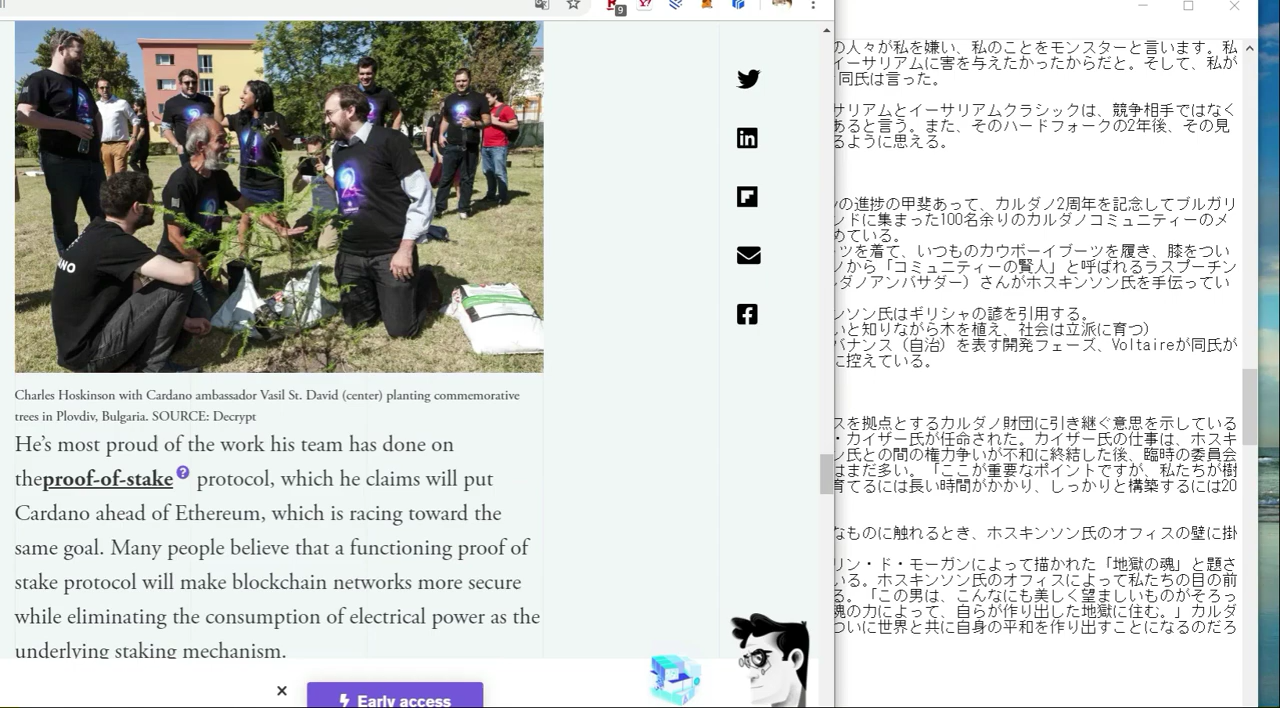 9
ANO
Charles Hoskinson with Cardano ambassador Vasil St. David (center) planting commemorative
trees in Plovdiv, Bulgaria. SOURCE: Decrypt
He's most proud of the work his team has done on
theproof-of-stake ? protocol, which he claims will put
Cardano ahead of Ethereum, which is racing toward the
same goal. Many people believe that a functioning proof of
stake protocol will make blockchain networks more secure
while eliminating the consumption of electrical power as the
underlying staking mechanism.
Early access
の人々が私を嫌い、私のことをモンスターと言います。私
イーサリアムに害を与えたかったからだと。そして、私が
同氏は言った。
サリアムとイーサリアムクラシックは、競争相手ではなく
あると言う。また、そのハードフォークの2年後、その見
るように思える。
の進捗の甲斐あって、カルダノ2周年を記念してブルガリ
ンドに集まった100名余りのカルダノコミュニティーのメ
めている。
ツを着て、いつものカウボーイブーツを履き、膝をつい
ノから「コミュニティーの賢人」と呼ばれるラスプーチン
ダノアンバサダー）さんがホスキンソン氏を手伝ってい
ンソン氏はギリシャの諺を引用する。
いと知りながら木を植え、社会は立派に育つ)
バナンス（自治）を表す開発フェーズ、Voltaireが同氏が
に控えている。
スを拠点とするカルダノ財団に引き継ぐ意思を示している
・カイザー氏が任命された。カイザー氏の仕事は、ホスキ
ン氏との間の権力争いが不和に終結した後、臨時の委員会
はまだ多い。「ここが重要なポイントですが、私たちが樹
育てるには長い時間がかかり、しっかりと構築するには20
なものに触れるとき、ホスキンソン氏のオフィスの壁に掛
リン・ド・モーガンによって描かれた「地獄の魂」と題さ
いる。ホスキンソン氏のオフィスによって私たちの目の前
る。「この男は、こんなにも美しく望ましいものがそろっ
魂の力によって、自らが作り出した地獄に住む。」カルダ
ついに世界と共に自身の平和を作り出すことになるのだろ